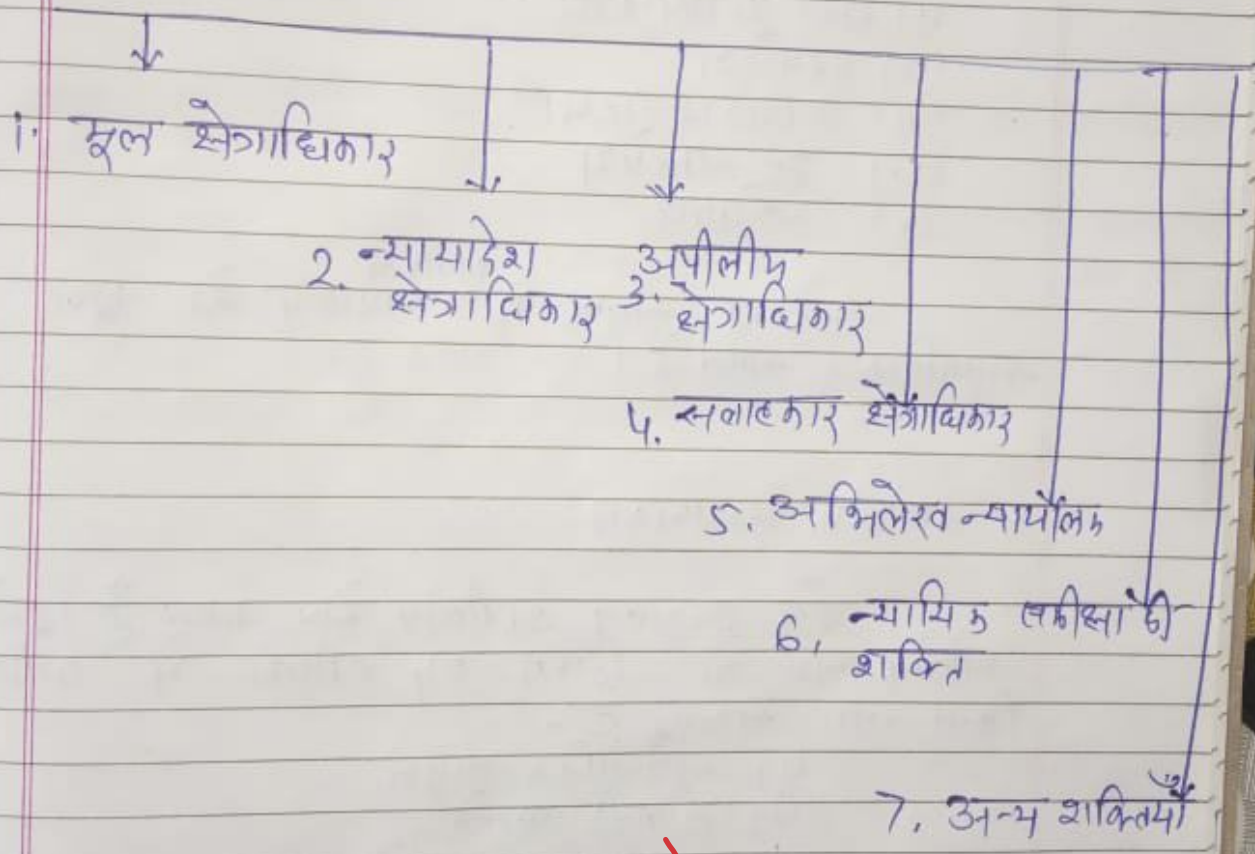 1. मूल क्षेत्राधिकार
2. न्यायादेश
क्षेत्राधिकार
3. अपीलीय
क्षेत्राधिकार
4. सलाहकार क्षेत्राधिकार
5. अभिलेख न्यायालय
6. न्यायिक समीक्षा की
शक्ति
7. अन्य शक्तियाँ